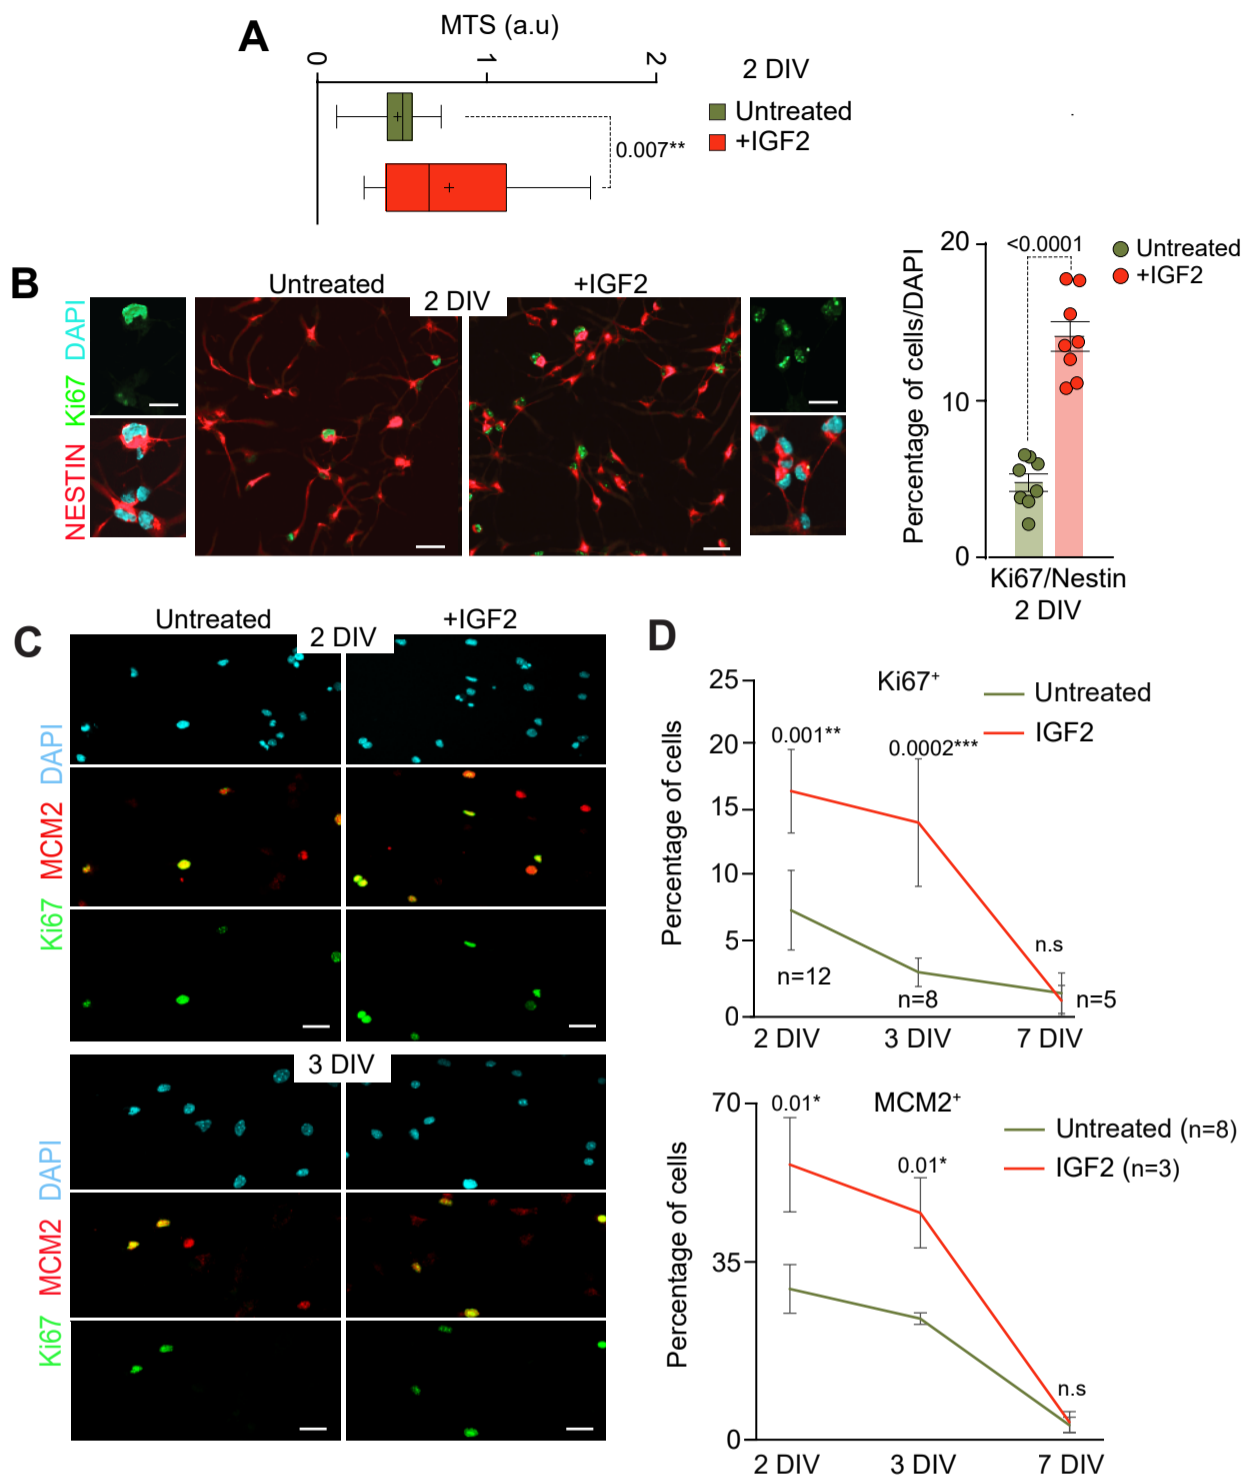 A
MTS (a.u)
0 1 2
2 DIV
Untreated
+IGF2
0.007**
B
NESTIN Ki67 DAPI
Untreated
2 DIV
+IGF2
Percentage of cells/DAPI
20
10
0
<0.0001
Untreated
+IGF2
Ki67/Nestin
2 DIV
C
Untreated
2 DIV
+IGF2
Ki67 MCM2 DAPI
3 DIV
Ki67 MCM2 DAPI
D
Percentage of cells
25
20
15
10
5
0
Ki67⁺
Untreated
IGF2
0.001**
0.0002***
n.s
n=12
n=8
n=5
2 DIV 3 DIV 7 DIV
Percentage of cells
70
35
0
MCM2⁺
Untreated (n=8)
IGF2 (n=3)
0.01*
0.01*
n.s
2 DIV 3 DIV 7 DIV